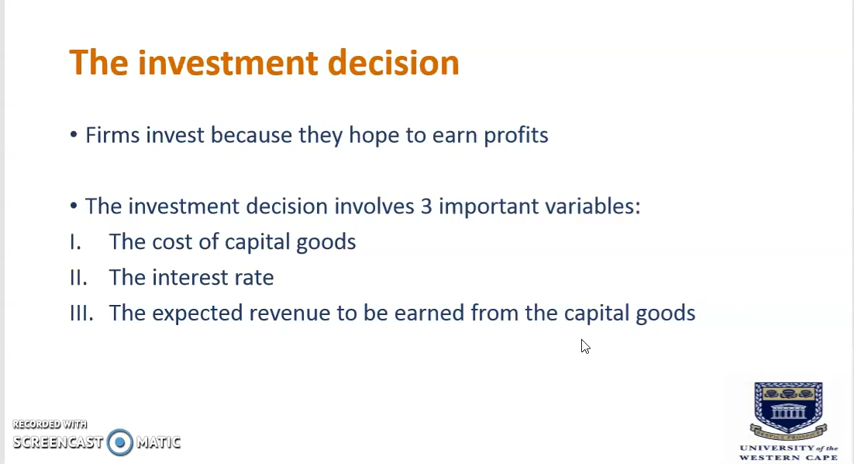 The investment decision
• Firms invest because they hope to earn profits
• The investment decision involves 3 important variables:
I. The cost of capital goods
II. The interest rate
III. The expected revenue to be earned from the capital goods
RECORDED WITH
SCREENCAST MATIC
UNIVERSITY of the
WESTERN CAPE